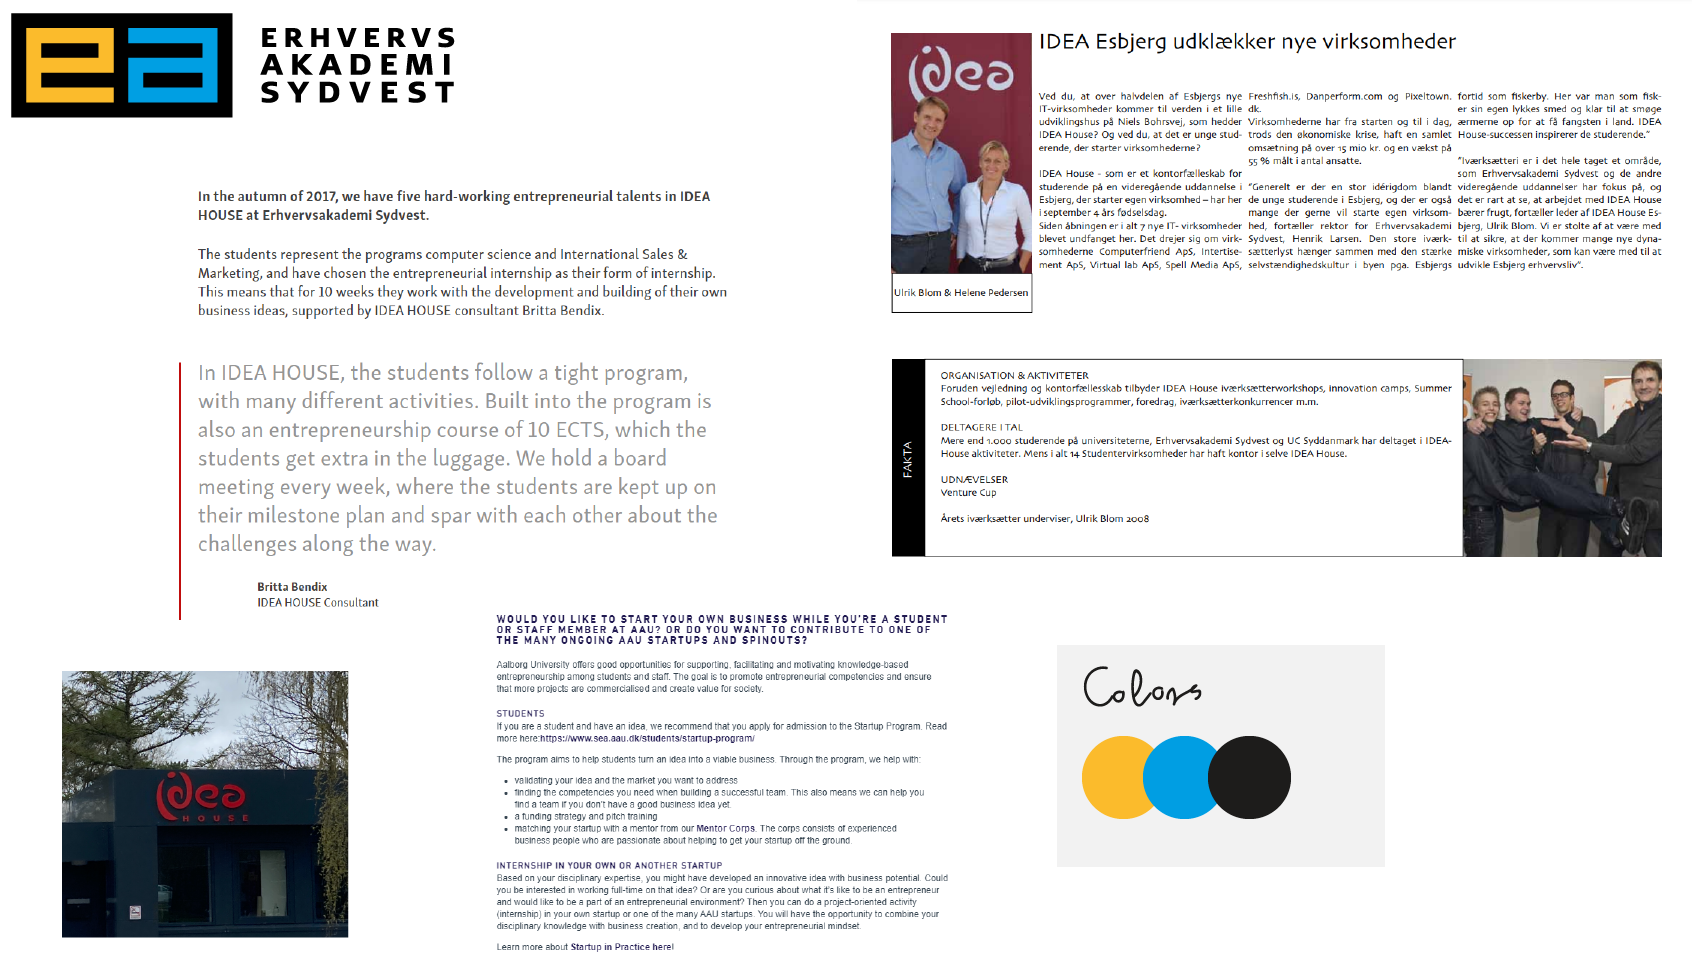 ea
ERHVERVS
AKADEMI
SYDVEST
In the autumn of 2017, we have five hard-working entrepreneurial talents in IDEA
HOUSE at Erhvervsakademi Sydvest.
The students represent the programs computer science and International Sales &
Marketing, and have chosen the entrepreneurial internship as their form of internship.
This means that for 10 weeks they work with the development and building of their own
business ideas, supported by IDEA HOUSE consultant Britta Bendix.
In IDEA HOUSE, the students follow a tight program,
with many different activities. Built into the program is
also an entrepreneurship course of 10 ECTS, which the
students get extra in the luggage. We hold a board
meeting every week, where the students are kept up on
their milestone plan and spar with each other about the
challenges along the way.
Britta Bendix
IDEA HOUSE Consultant
idea
HOUSE
WOULD YOU LIKE TO START YOUR OWN BUSINESS WHILE YOU'RE A STUDENT
OR STAFF MEMBER AT AAU? OR DO YOU WANT TO CONTRIBUTE TO ONE OF
THE MANY ONGOING AAU STARTUPS AND SPINOUTS?
Aalborg University offers good opportunities for supporting, facilitating and motivating knowledge-based
entrepreneurship among students and staff. The goal is to promote entrepreneurial competencies and ensure
that more projects are commercialised and create value for society.
STUDENTS
If you are a student and have an idea, we recommend that you apply for admission to the Startup Program. Read
more here:https://www.sea.aau.dk/students/startup-program/
The program aims to help students turn an idea into a viable business. Through the program, we help with:
• validating your idea and the market you want to address
• finding the competencies you need when building a successful team. This also means we can help you
find a team if you don't have a good business idea yet.
• a funding strategy and pitch training
• matching your startup with a mentor from our Mentor Corps. The corps consists of experienced
business people who are passionate about helping to get your startup off the ground.
INTERNSHIP IN YOUR OWN OR ANOTHER STARTUP
Based on your disciplinary expertise, you might have developed an innovative idea with business potential. Could
you be interested in working full-time on that idea? Or are you curious about what it's like to be an entrepreneur
and would like to be a part of an entrepreneurial environment? Then you can do a project-oriented activity
(internship) in your own startup or one of the many AAU startups. You will have the opportunity to combine your
disciplinary knowledge with business creation, and to develop your entrepreneurial mindset.
Learn more about Startup in Practice here!
idea
Ulrik Blom & Helene Pedersen
IDEA Esbjerg udklækker nye virksomheder
Ved du, at over halvdelen af Esbjergs nye
IT-virksomheder kommer til verden i et lille
udviklingshus på Niels Bohrsvej, som hedder
IDEA House? Og ved du, at det er unge stud-
erende, der starter virksomhederne?
IDEA House - som er et kontorfælleskab for
studerende på en videregående uddannelse i
Esbjerg, der starter egen virksomhed – har her
i september 4 års fødselsdag.
Siden åbningen er i alt 7 nye IT- virksomheder
blevet undfanget her. Det drejer sig om virk-
somhederne Computerfriend ApS, Intertise-
ment ApS, Virtual lab ApS, Spell Media ApS,
Freshfish.is, Danperform.com og Pixeltown.
dk.
Virksomhederne har fra starten og til i dag,
trods den økonomiske krise, haft en samlet
omsætning på over 15 mio kr. og en vækst på
55 % målt i antal ansatte.
"Generelt er der en stor idérigdom blandt
de unge studerende i Esbjerg, og der er også
mange der gerne vil starte egen virksom-
hed, fortæller rektor for Erhvervsakademi
Sydvest, Henrik Larsen. Den store iværk-
sætterlyst hænger sammen med den stærke
selvstændighedskultur i byen pga. Esbjergs
fortid som fiskerby. Her var man som fisk-
er sin egen lykkes smed og klar til at smøge
ærmerne op for at få fangsten i land. IDEA
House-successen inspirerer de studerende."
"Iværksætteri er i det hele taget et område,
som Erhvervsakademi Sydvest og de andre
videregående uddannelser har fokus på, og
det er rart at se, at arbejdet med IDEA House
bærer frugt, fortæller leder af IDEA House Es-
bjerg, Ulrik Blom. Vi er stolte af at være med
til at sikre, at der kommer mange nye dyna-
miske virksomheder, som kan være med til at
udvikle Esbjerg erhvervsliv".
FAKTA
ORGANISATION & AKTIVITETER
Foruden vejledning og kontorfællesskab tilbyder IDEA House iværksætterworkshops, innovation camps, Summer
School-forløb, pilot-udviklingsprogrammer, foredrag, iværksætterkonkurrencer m.m.
DELTAGERE I TAL
Mere end 1.000 studerende på universiteterne, Erhvervsakademi Sydvest og UC Syddanmark har deltaget i IDEA-
House aktiviteter. Mens i alt 14 Studentervirksomheder har haft kontor i selve IDEA House.
UDNÆVELSER
Venture Cup
Årets iværksætter underviser, Ulrik Blom 2008
Colors